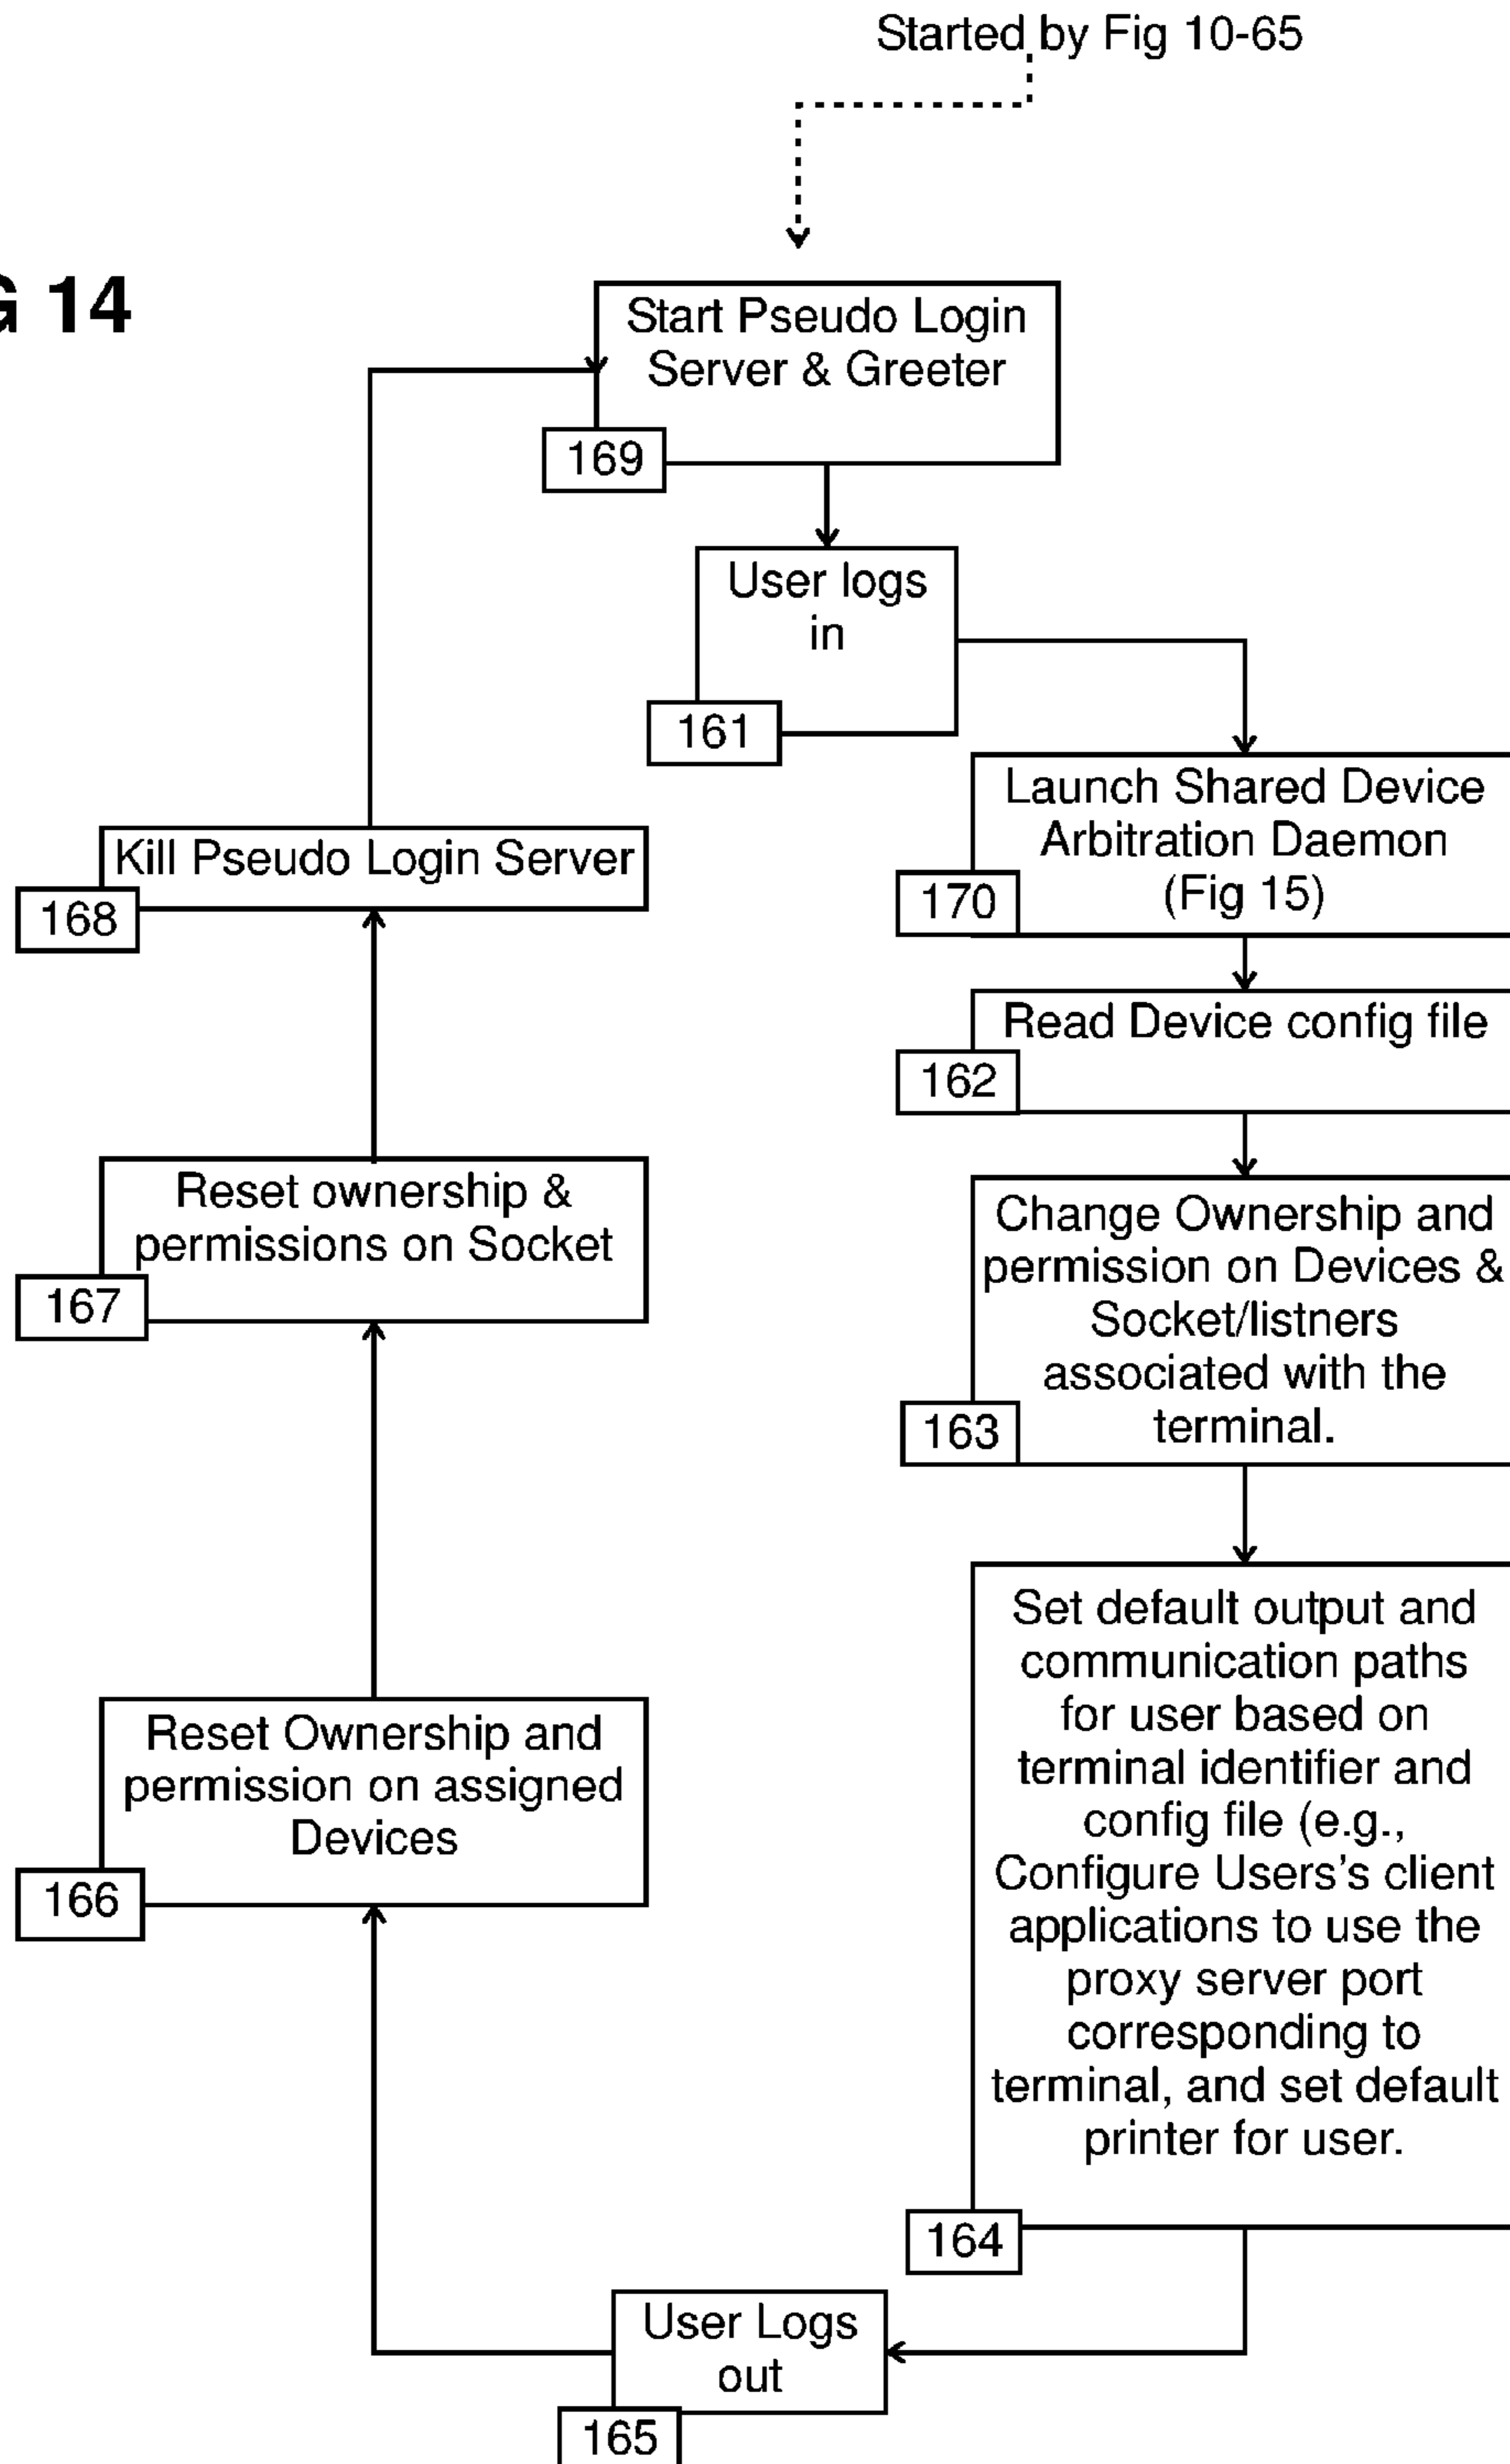 Started by Fig 10-65
G 14
Start Pseudo Login
Server & Greeter
169
User logs
in
161
Launch Shared Device
Arbitration Daemon
(Fig 15)
170
Read Device config file
162
Change Ownership and
permission on Devices &
Socket/listners
associated with the
terminal.
163
Set default output and
communication paths
for user based on
terminal identifier and
config file (e.g.,
Configure Users's client
applications to use the
proxy server port
corresponding to
terminal, and set default
printer for user.
164
User Logs
out
165
Reset Ownership and
permission on assigned
Devices
166
Reset ownership &
permissions on Socket
167
Kill Pseudo Login Server
168